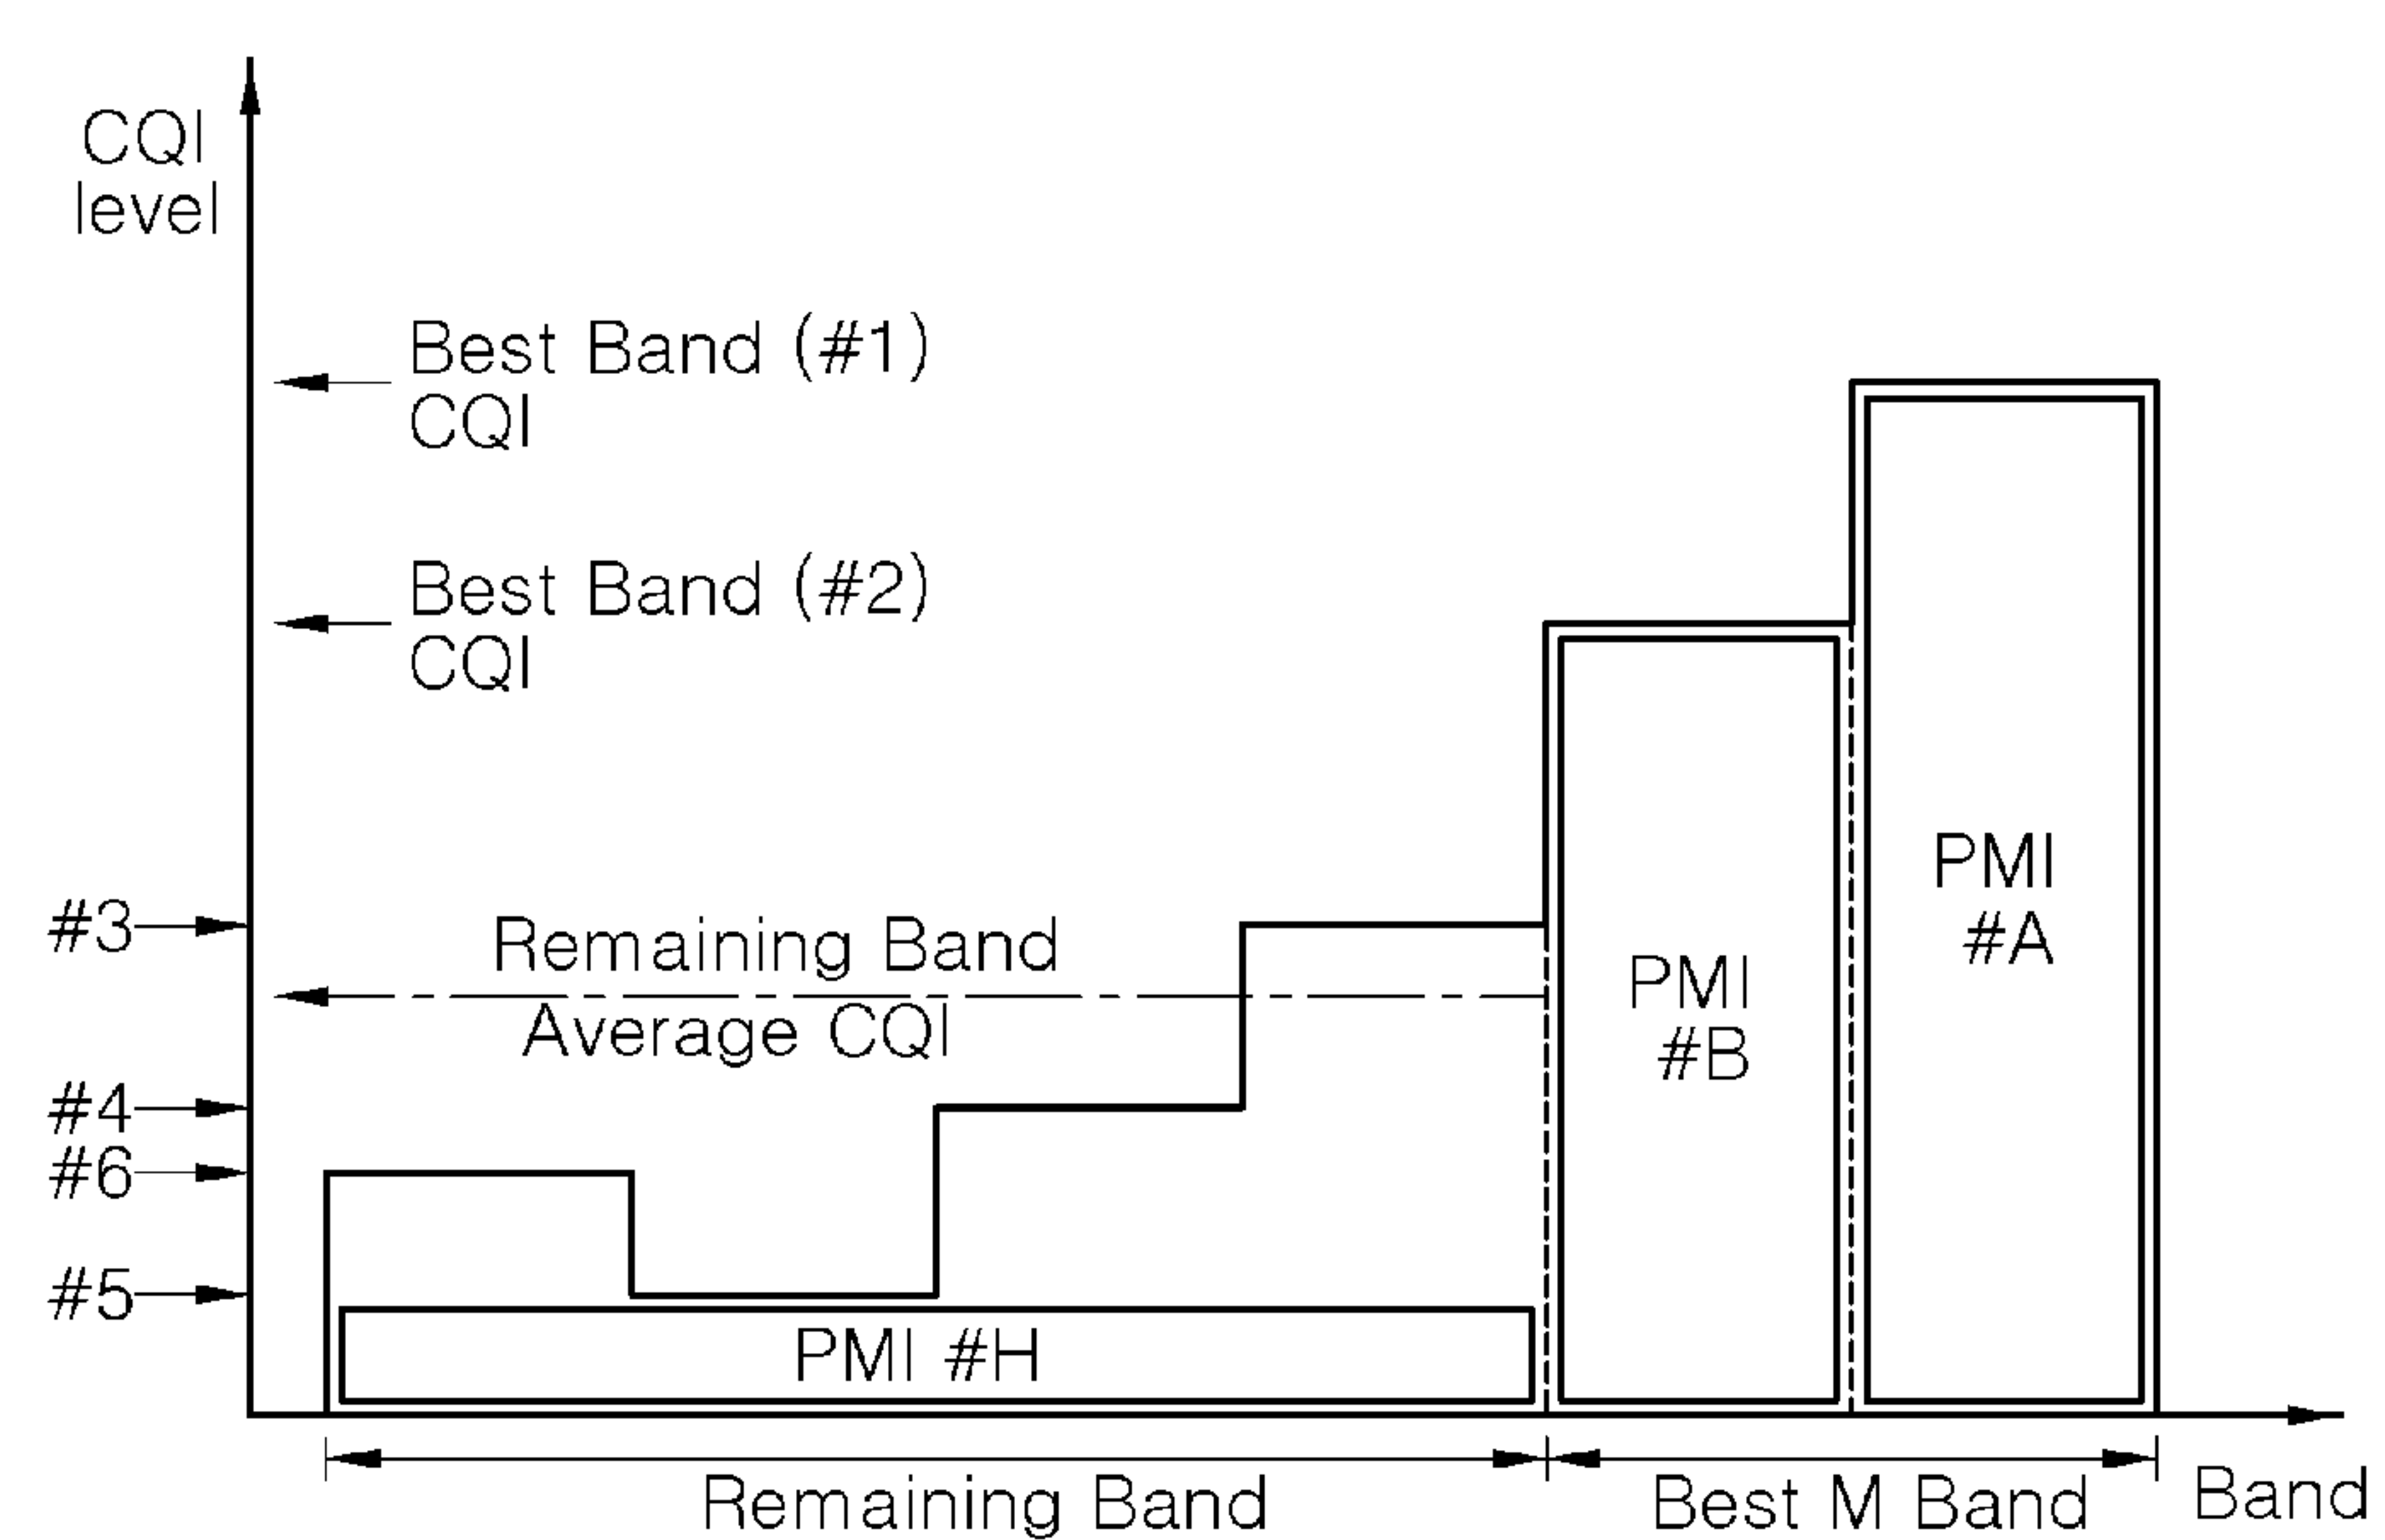 CQI
level
Best Band (#1)
CQI
Best Band (#2)
CQI
PMI
#A
#3
Remaining Band
Average CQI
PMI
#B
#4
#6
#5
PMI #H
Remaining Band
Best M Band
Band